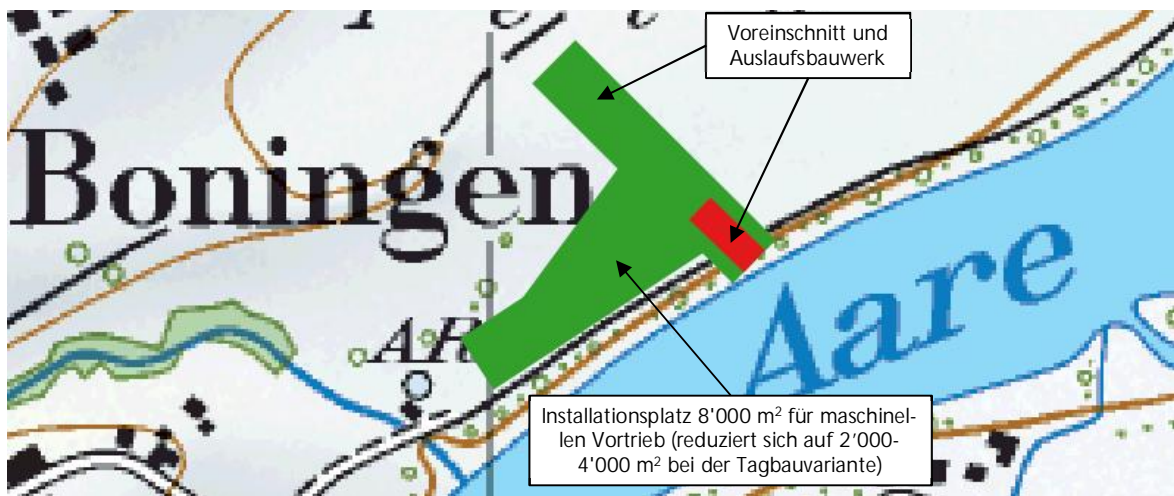 Voreinschnitt und
Auslaufsbauwerk
Boningen
Aare
AR
Installationsplatz 8'000 m² für maschinel-
len Vortrieb (reduziert sich auf 2’000-
4'000 m² bei der Tagbauvariante)